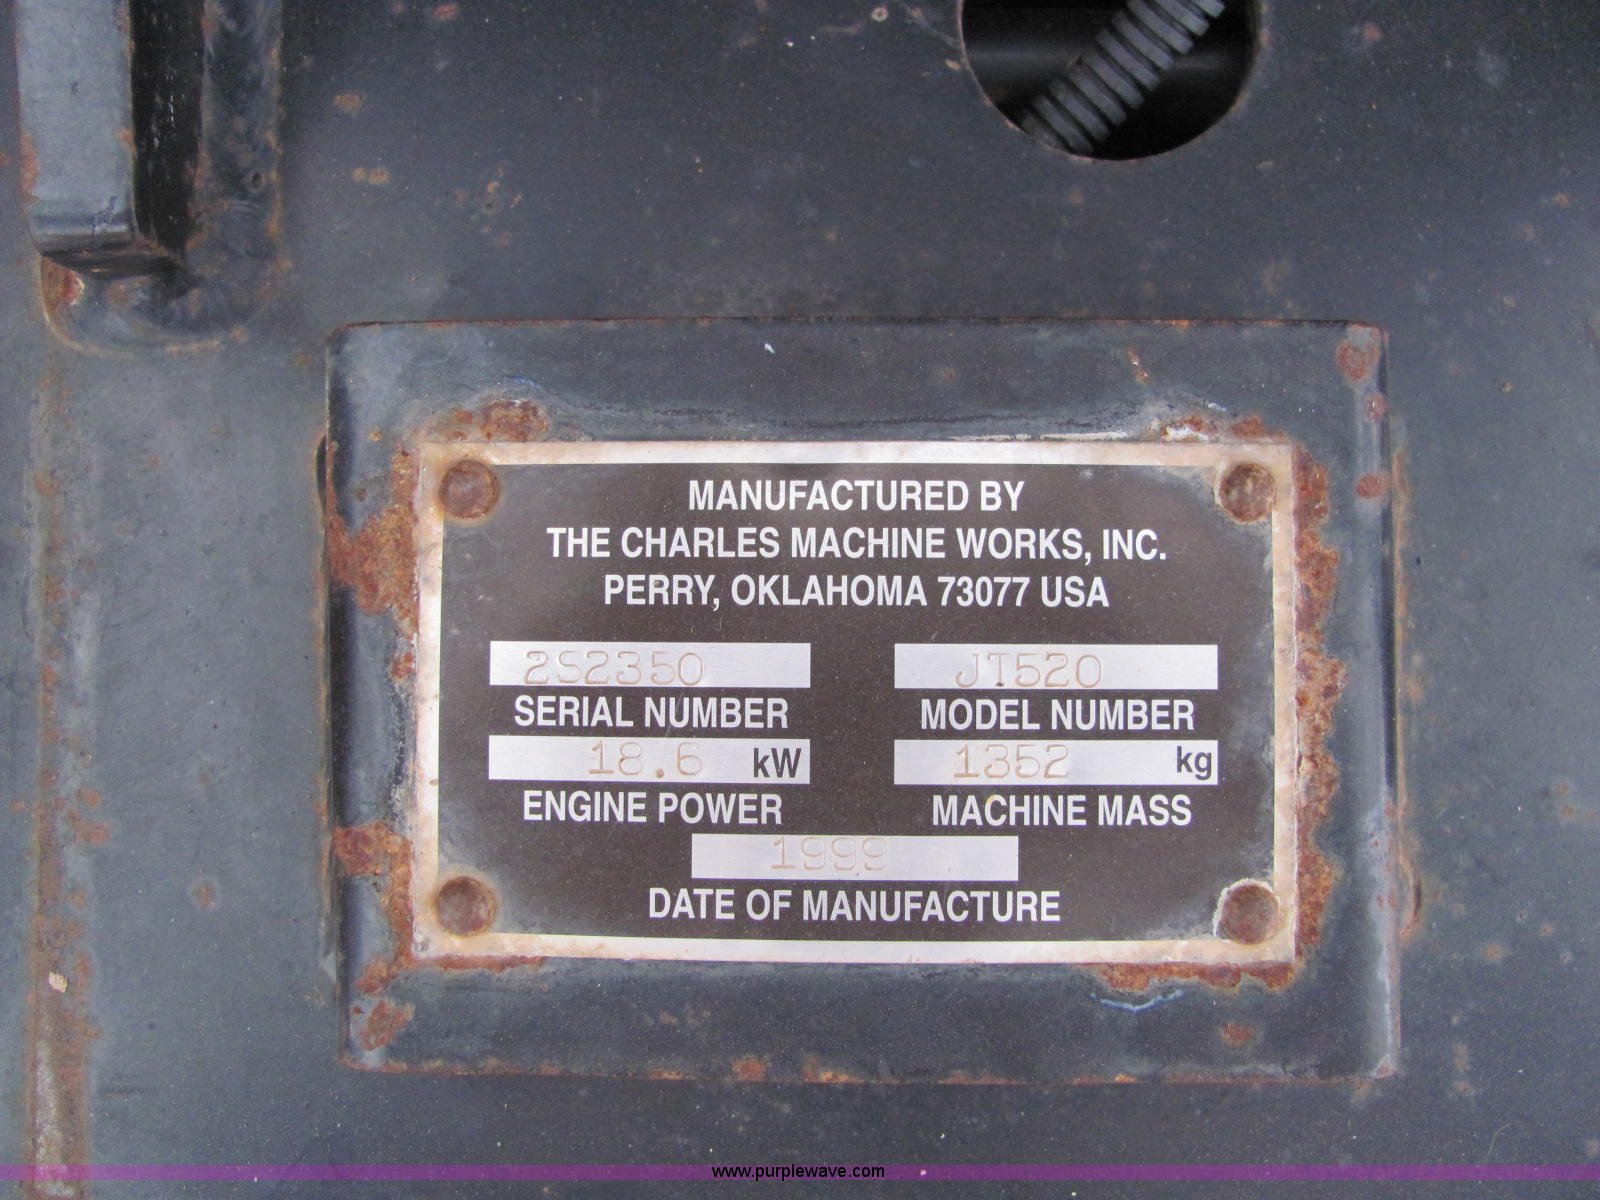 MANUFACTURED BY
THE CHARLES MACHINE WORKS, INC.
PERRY, OKLAHOMA 73077 USA
2S2350 JT520
SERIAL NUMBER MODEL NUMBER
18.6 kW 1352 kg
ENGINE POWER MACHINE MASS
1999
DATE OF MANUFACTURE
www.purplewave.com